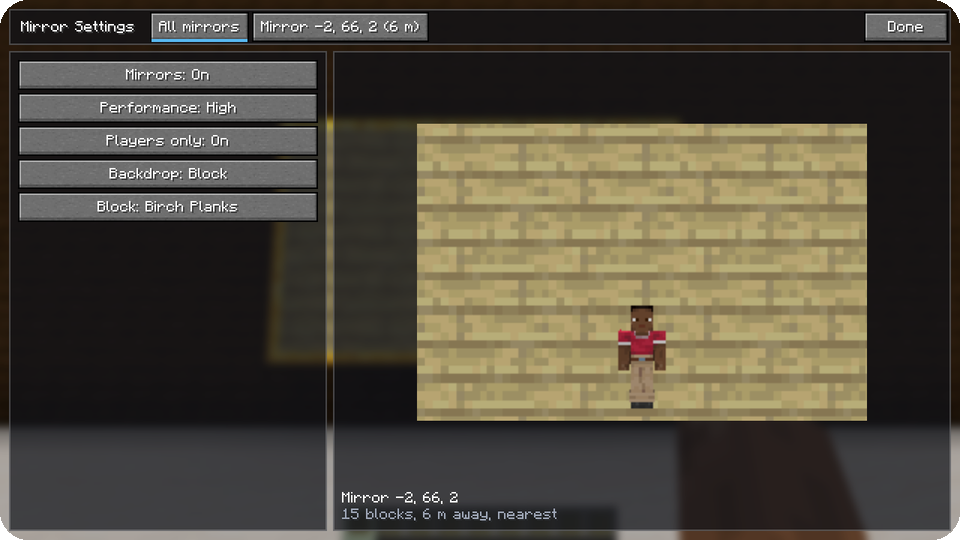 Mirror Settings
All mirrors
Mirror -2, 66, 2 (6 m)
Done
Mirrors: On
Performance: High
Players only: On
Backdrop: Block
Block: Birch Planks
Mirror -2, 66, 2
15 blocks, 6 m away, nearest